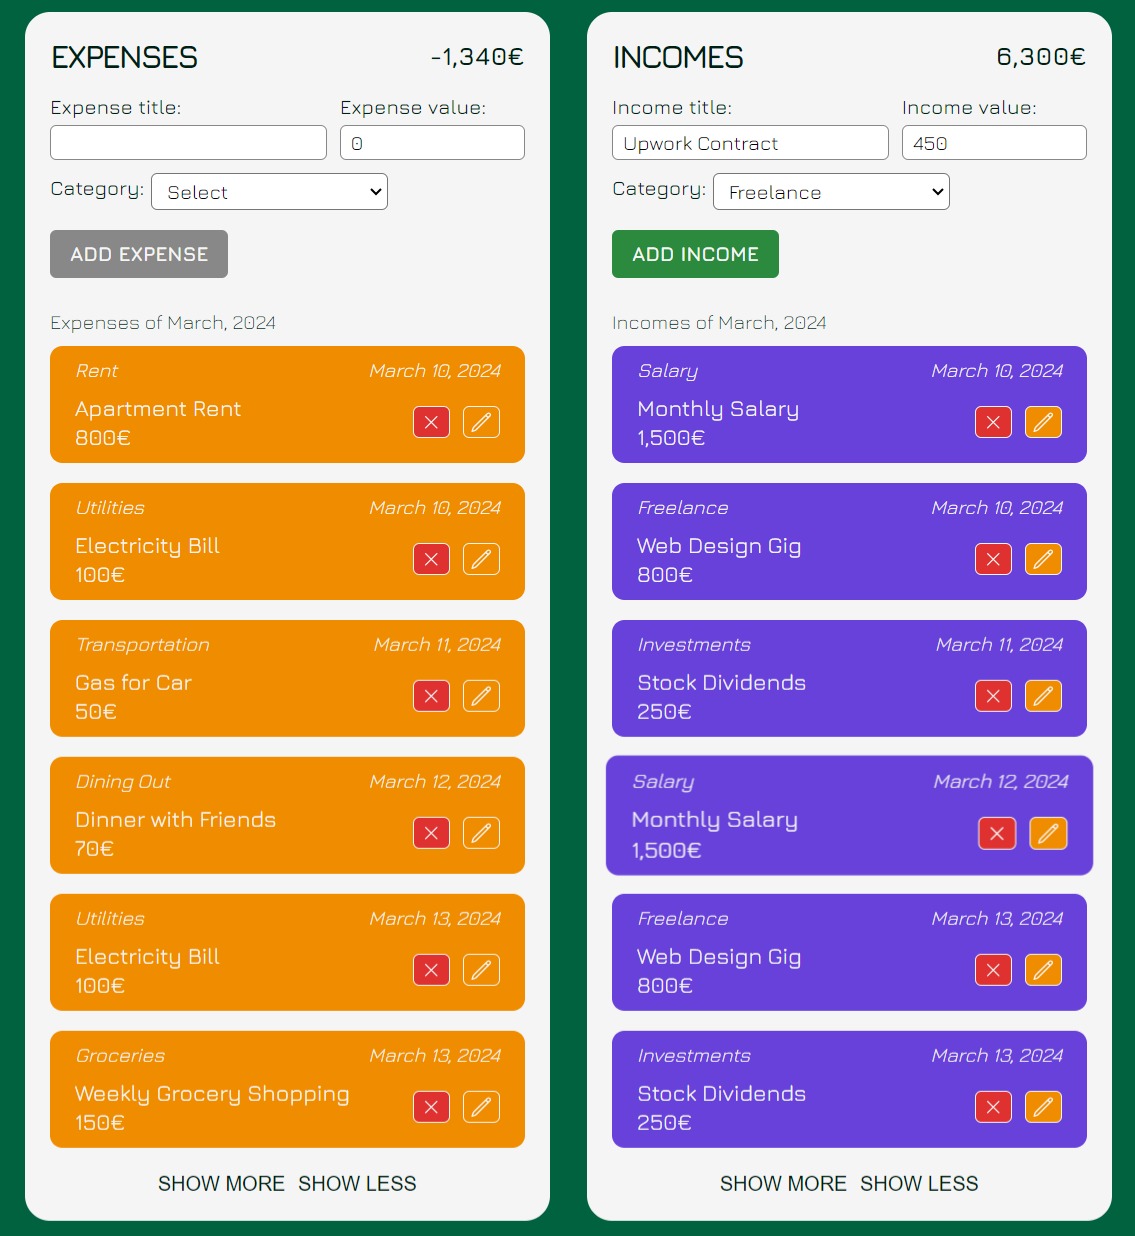 EXPENSES -1,340€
Expense title: Expense value:
0
Category: Select
ADD EXPENSE
Expenses of March, 2024
Rent March 10, 2024
Apartment Rent
800€
Utilities March 10, 2024
Electricity Bill
100€
Transportation March 11, 2024
Gas for Car
50€
Dining Out March 12, 2024
Dinner with Friends
70€
Utilities March 13, 2024
Electricity Bill
100€
Groceries March 13, 2024
Weekly Grocery Shopping
150€
SHOW MORE SHOW LESS
INCOMES 6,300€
Income title: Income value:
Upwork Contract 450
Category: Freelance
ADD INCOME
Incomes of March, 2024
Salary March 10, 2024
Monthly Salary
1,500€
Freelance March 10, 2024
Web Design Gig
800€
Investments March 11, 2024
Stock Dividends
250€
Salary March 12, 2024
Monthly Salary
1,500€
Freelance March 13, 2024
Web Design Gig
800€
Investments March 13, 2024
Stock Dividends
250€
SHOW MORE SHOW LESS